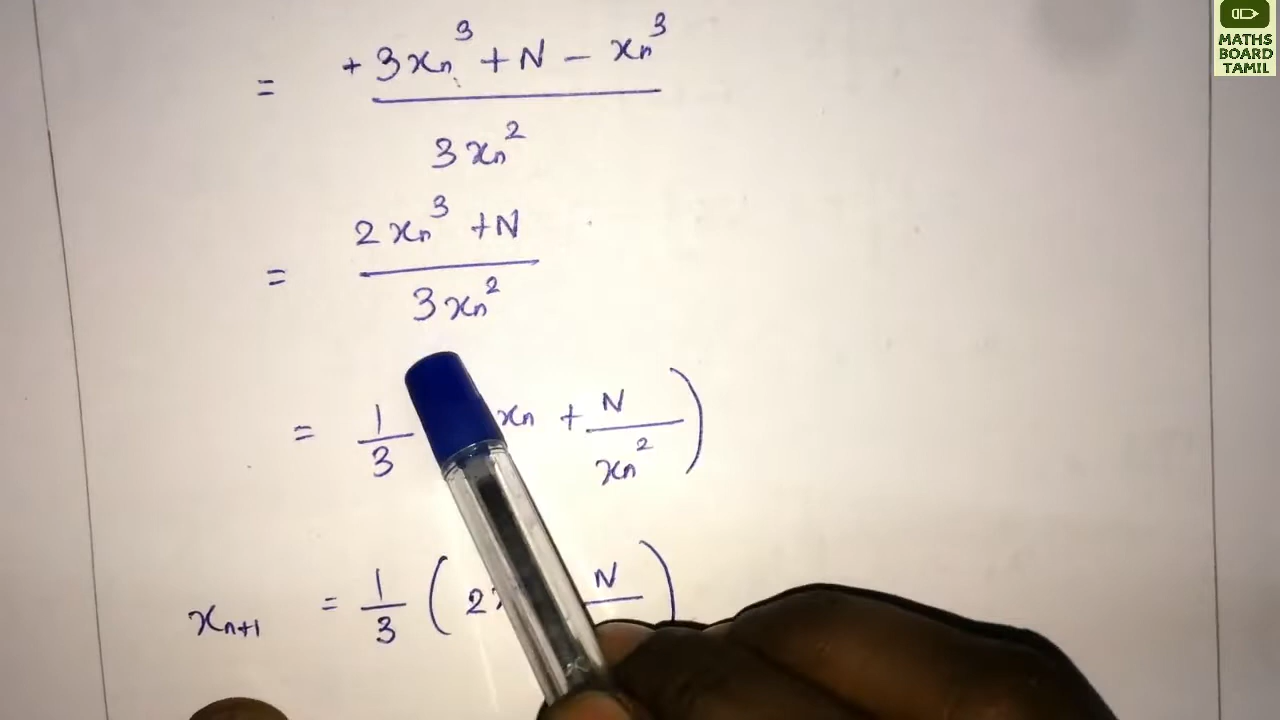 MATHS
BOARD
TAMIL
= + 3xₙ³ + N - xₙ³
3xₙ²
= 2xₙ³ + N
3xₙ²
= 1/3 xₙ + N/xₙ² )
xₙ₊₁ = 1/3 ( 2 N )